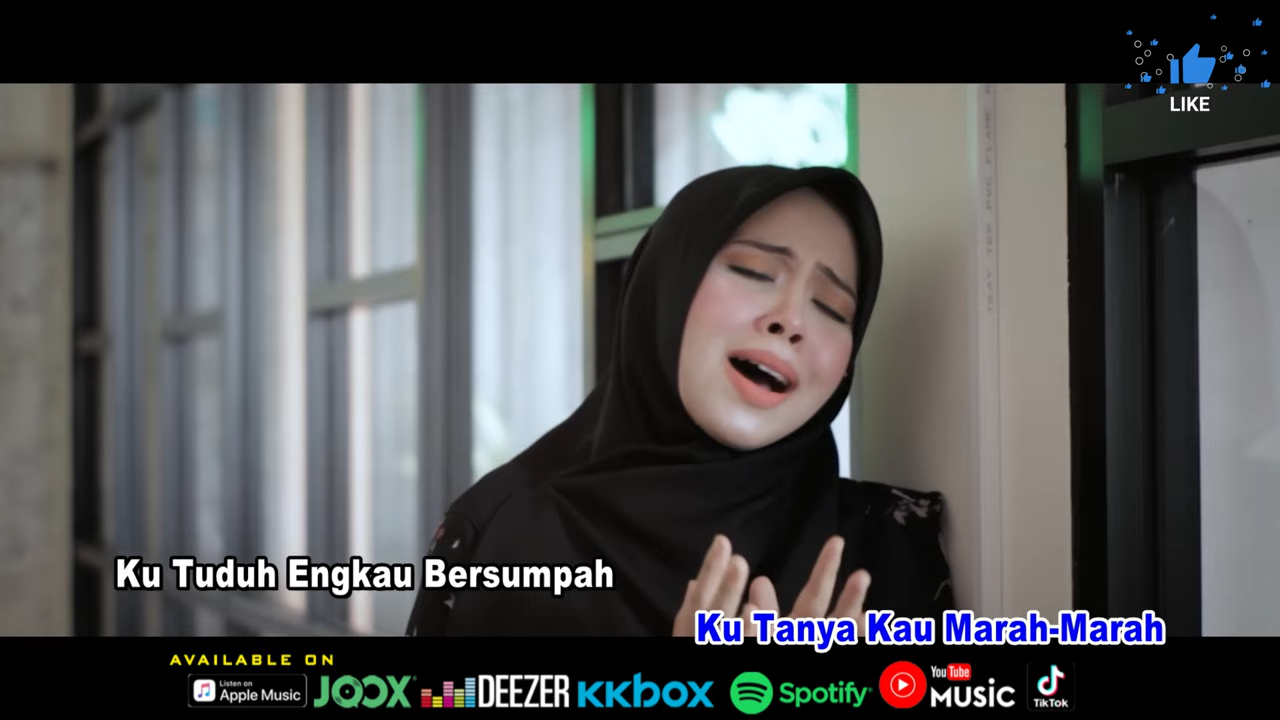 LIKE
Ku Tuduh Engkau Bersumpah
Ku Tanya Kau Marah-Marah
AVAILABLE ON
Listen on
Apple Music
JOOX
DEEZER
KKBOX
Spotify
YouTube
MUSIC
TikTok